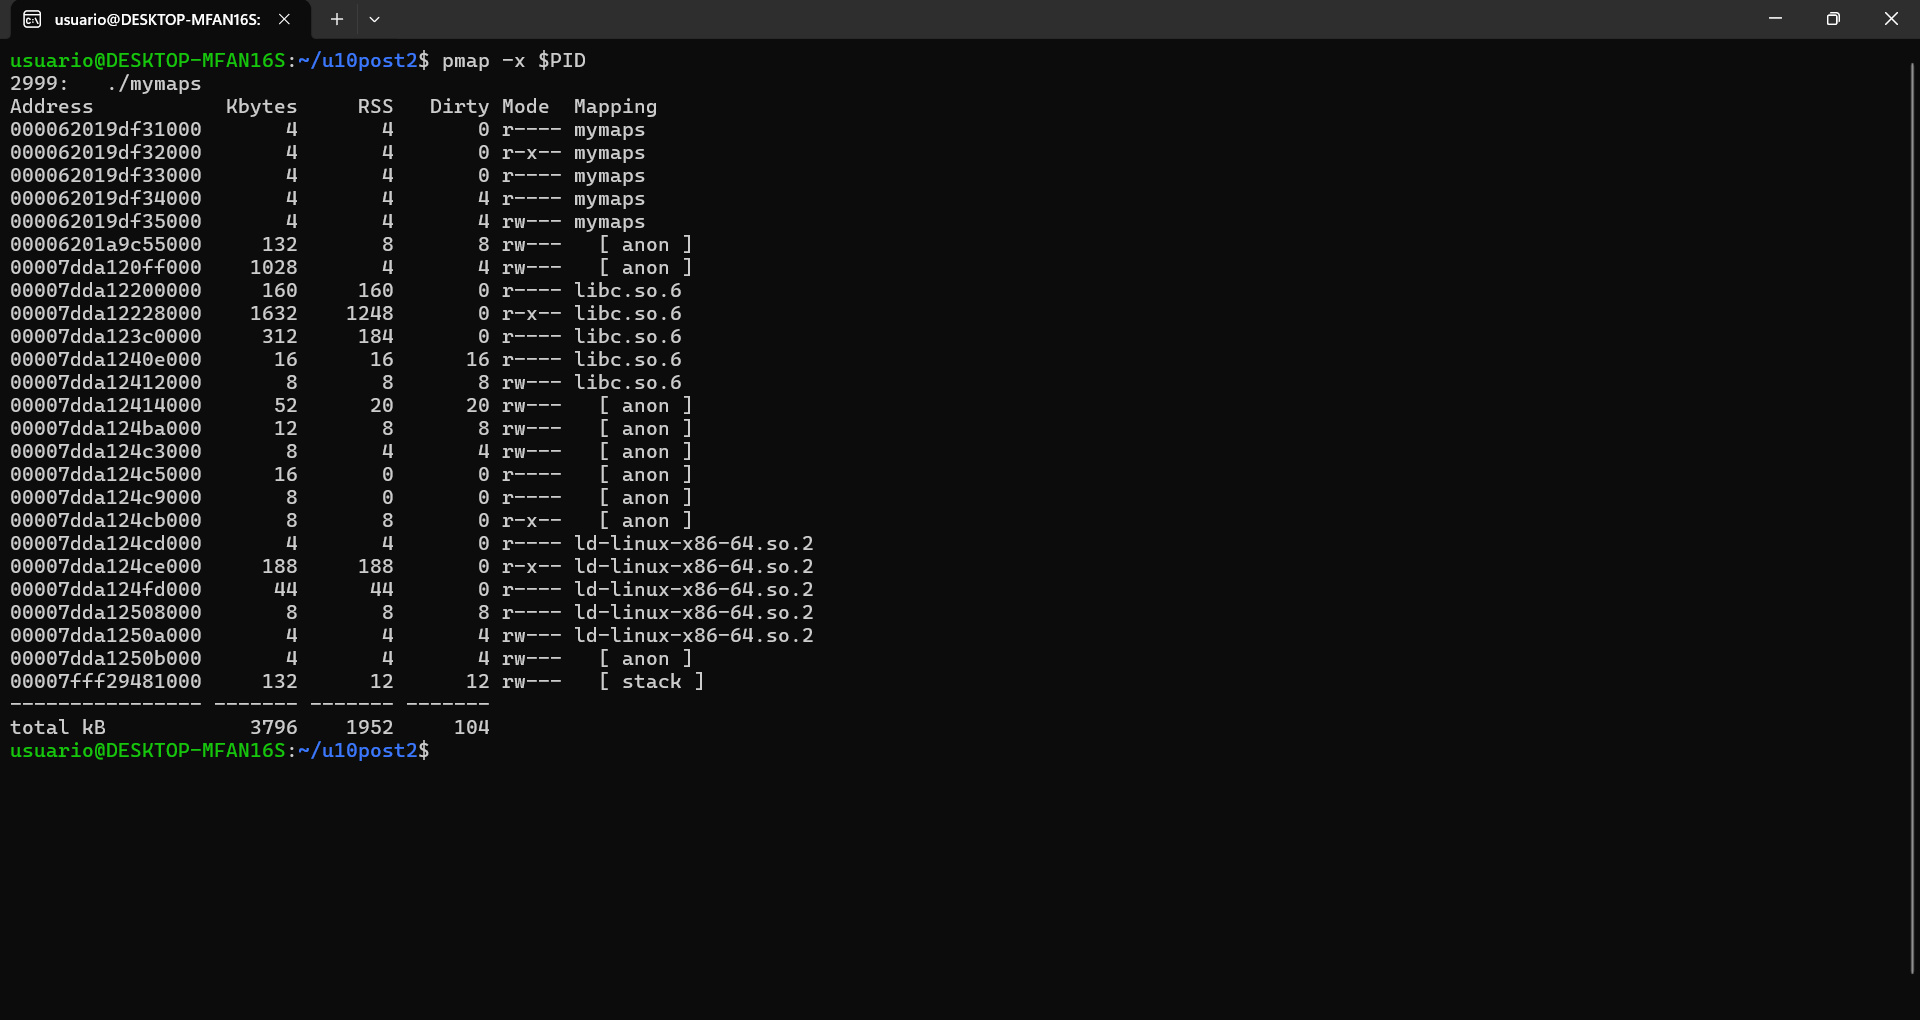 usuario@DESKTOP-MFAN16S:
usuario@DESKTOP-MFAN16S:~/u10post2$ pmap -x $PID
2999:   ./mymaps
Address           Kbytes     RSS   Dirty Mode  Mapping
000062019df31000       4       4       0 r---- mymaps
000062019df32000       4       4       0 r-x-- mymaps
000062019df33000       4       4       0 r---- mymaps
000062019df34000       4       4       4 r---- mymaps
000062019df35000       4       4       4 rw--- mymaps
00006201a9c55000     132       8       8 rw---   [ anon ]
00007dda120ff000    1028       4       4 rw---   [ anon ]
00007dda12200000     160     160       0 r---- libc.so.6
00007dda12228000    1632    1248       0 r-x-- libc.so.6
00007dda123c0000     312     184       0 r---- libc.so.6
00007dda1240e000      16      16      16 r---- libc.so.6
00007dda12412000       8       8       8 rw--- libc.so.6
00007dda12414000      52      20      20 rw---   [ anon ]
00007dda124ba000      12       8       8 rw---   [ anon ]
00007dda124c3000       8       4       4 rw---   [ anon ]
00007dda124c5000      16       0       0 r----   [ anon ]
00007dda124c9000       8       0       0 r----   [ anon ]
00007dda124cb000       8       8       0 r-x--   [ anon ]
00007dda124cd000       4       4       0 r---- ld-linux-x86-64.so.2
00007dda124ce000     188     188       0 r-x-- ld-linux-x86-64.so.2
00007dda124fd000      44      44       0 r---- ld-linux-x86-64.so.2
00007dda12508000       8       8       8 r---- ld-linux-x86-64.so.2
00007dda1250a000       4       4       4 rw--- ld-linux-x86-64.so.2
00007dda1250b000       4       4       4 rw---   [ anon ]
00007fff29481000     132      12      12 rw---   [ stack ]
---------------- ------- ------- -------
total kB            3796    1952     104
usuario@DESKTOP-MFAN16S:~/u10post2$